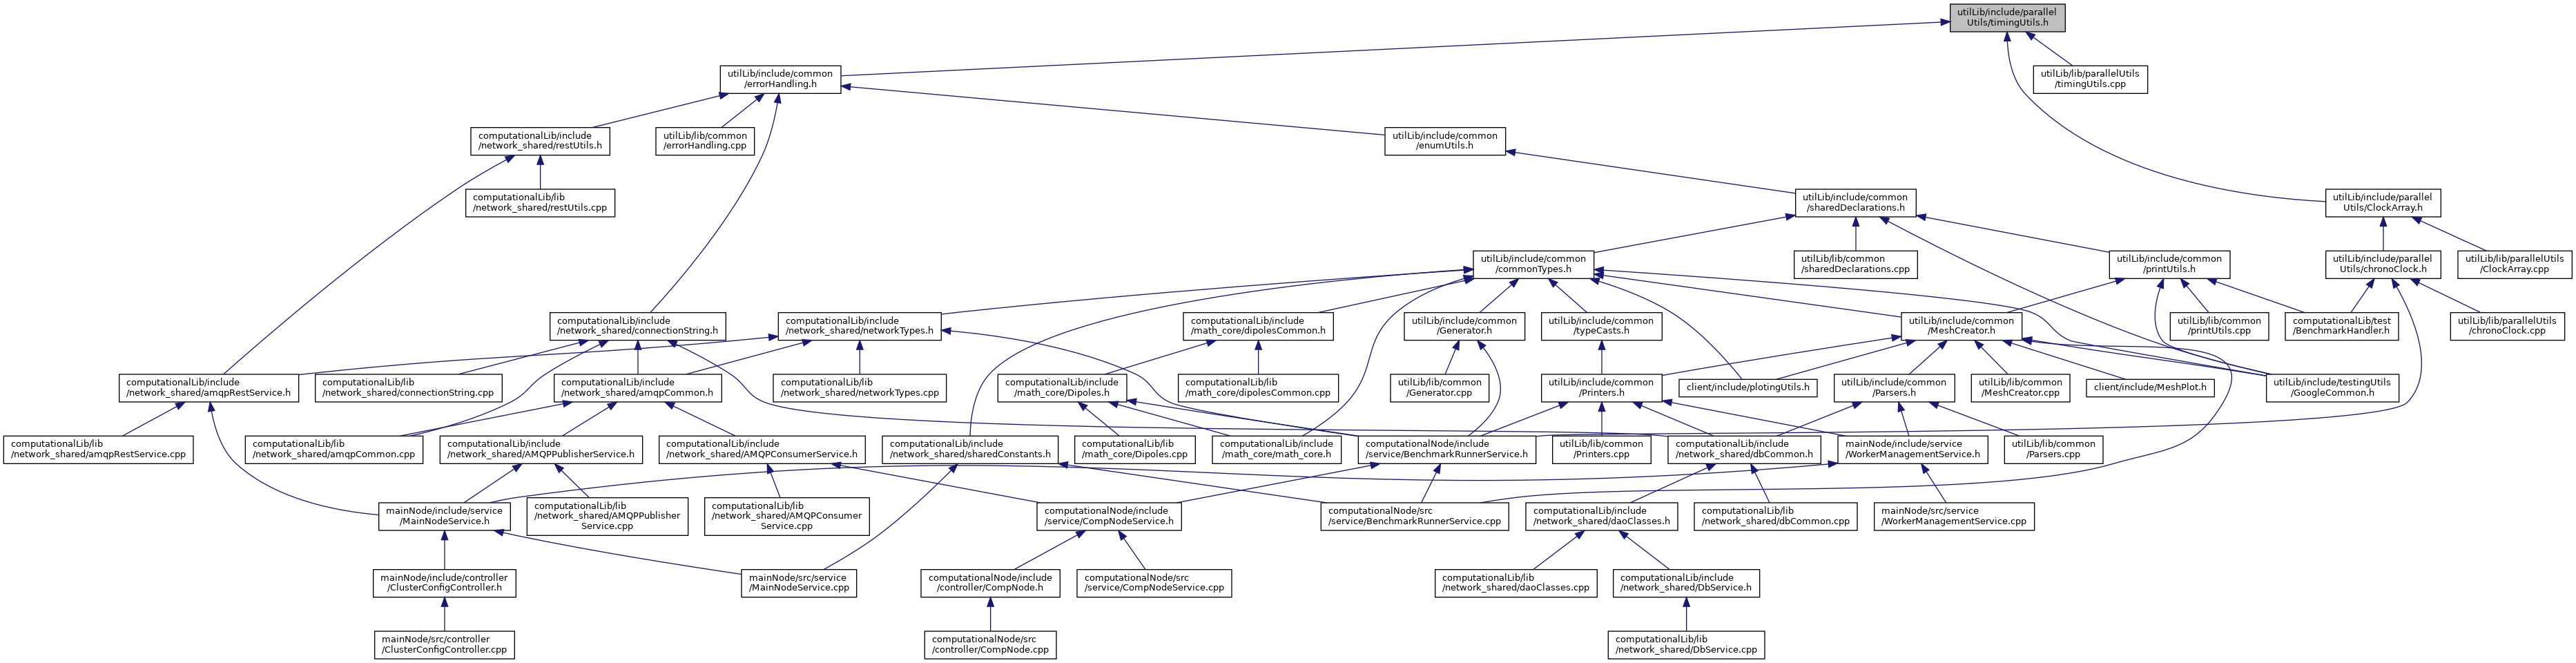 utilLib/include/parallel
Utils/timingUtils.h
utilLib/include/common
/errorHandling.h
utilLib/lib/parallelUtils
/timingUtils.cpp
computationalLib/include
/network_shared/restUtils.h
utilLib/lib/common
/errorHandling.cpp
utilLib/include/common
/enumUtils.h
computationalLib/lib
/network_shared/restUtils.cpp
utilLib/include/common
/sharedDeclarations.h
utilLib/include/parallel
Utils/ClockArray.h
utilLib/include/common
/commonTypes.h
utilLib/lib/common
/sharedDeclarations.cpp
utilLib/include/common
/printUtils.h
utilLib/include/parallel
Utils/chronoClock.h
utilLib/lib/parallelUtils
/ClockArray.cpp
computationalLib/include
/network_shared/connectionString.h
computationalLib/include
/network_shared/networkTypes.h
computationalLib/include
/math_core/dipolesCommon.h
utilLib/include/common
/Generator.h
utilLib/include/common
/typeCasts.h
utilLib/include/common
/MeshCreator.h
utilLib/lib/common
/printUtils.cpp
computationalLib/test
/BenchmarkHandler.h
utilLib/lib/parallelUtils
/chronoClock.cpp
computationalLib/include
/network_shared/amqpRestService.h
computationalLib/lib
/network_shared/connectionString.cpp
computationalLib/include
/network_shared/amqpCommon.h
computationalLib/lib
/network_shared/networkTypes.cpp
computationalLib/include
/math_core/Dipoles.h
computationalLib/lib
/math_core/dipolesCommon.cpp
utilLib/lib/common
/Generator.cpp
utilLib/include/common
/Printers.h
client/include/plotingUtils.h
utilLib/include/common
/Parsers.h
utilLib/lib/common
/MeshCreator.cpp
client/include/MeshPlot.h
utilLib/include/testingUtils
/GoogleCommon.h
computationalLib/lib
/network_shared/amqpRestService.cpp
computationalLib/lib
/network_shared/amqpCommon.cpp
computationalLib/include
/network_shared/AMQPPublisherService.h
computationalLib/include
/network_shared/AMQPConsumerService.h
computationalLib/include
/network_shared/sharedConstants.h
computationalLib/lib
/math_core/Dipoles.cpp
computationalLib/include
/math_core/math_core.h
computationalNode/include
/service/BenchmarkRunnerService.h
utilLib/lib/common
/Printers.cpp
computationalLib/include
/network_shared/dbCommon.h
mainNode/include/service
/WorkerManagementService.h
utilLib/lib/common
/Parsers.cpp
mainNode/include/service
/MainNodeService.h
computationalLib/lib
/network_shared/AMQPPublisher
Service.cpp
computationalLib/lib
/network_shared/AMQPConsumer
Service.cpp
computationalNode/include
/service/CompNodeService.h
computationalNode/src
/service/BenchmarkRunnerService.cpp
computationalLib/include
/network_shared/daoClasses.h
computationalLib/lib
/network_shared/dbCommon.cpp
mainNode/src/service
/WorkerManagementService.cpp
mainNode/include/controller
/ClusterConfigController.h
mainNode/src/service
/MainNodeService.cpp
computationalNode/include
/controller/CompNode.h
computationalNode/src
/service/CompNodeService.cpp
computationalLib/lib
/network_shared/daoClasses.cpp
computationalLib/include
/network_shared/DbService.h
mainNode/src/controller
/ClusterConfigController.cpp
computationalNode/src
/controller/CompNode.cpp
computationalLib/lib
/network_shared/DbService.cpp